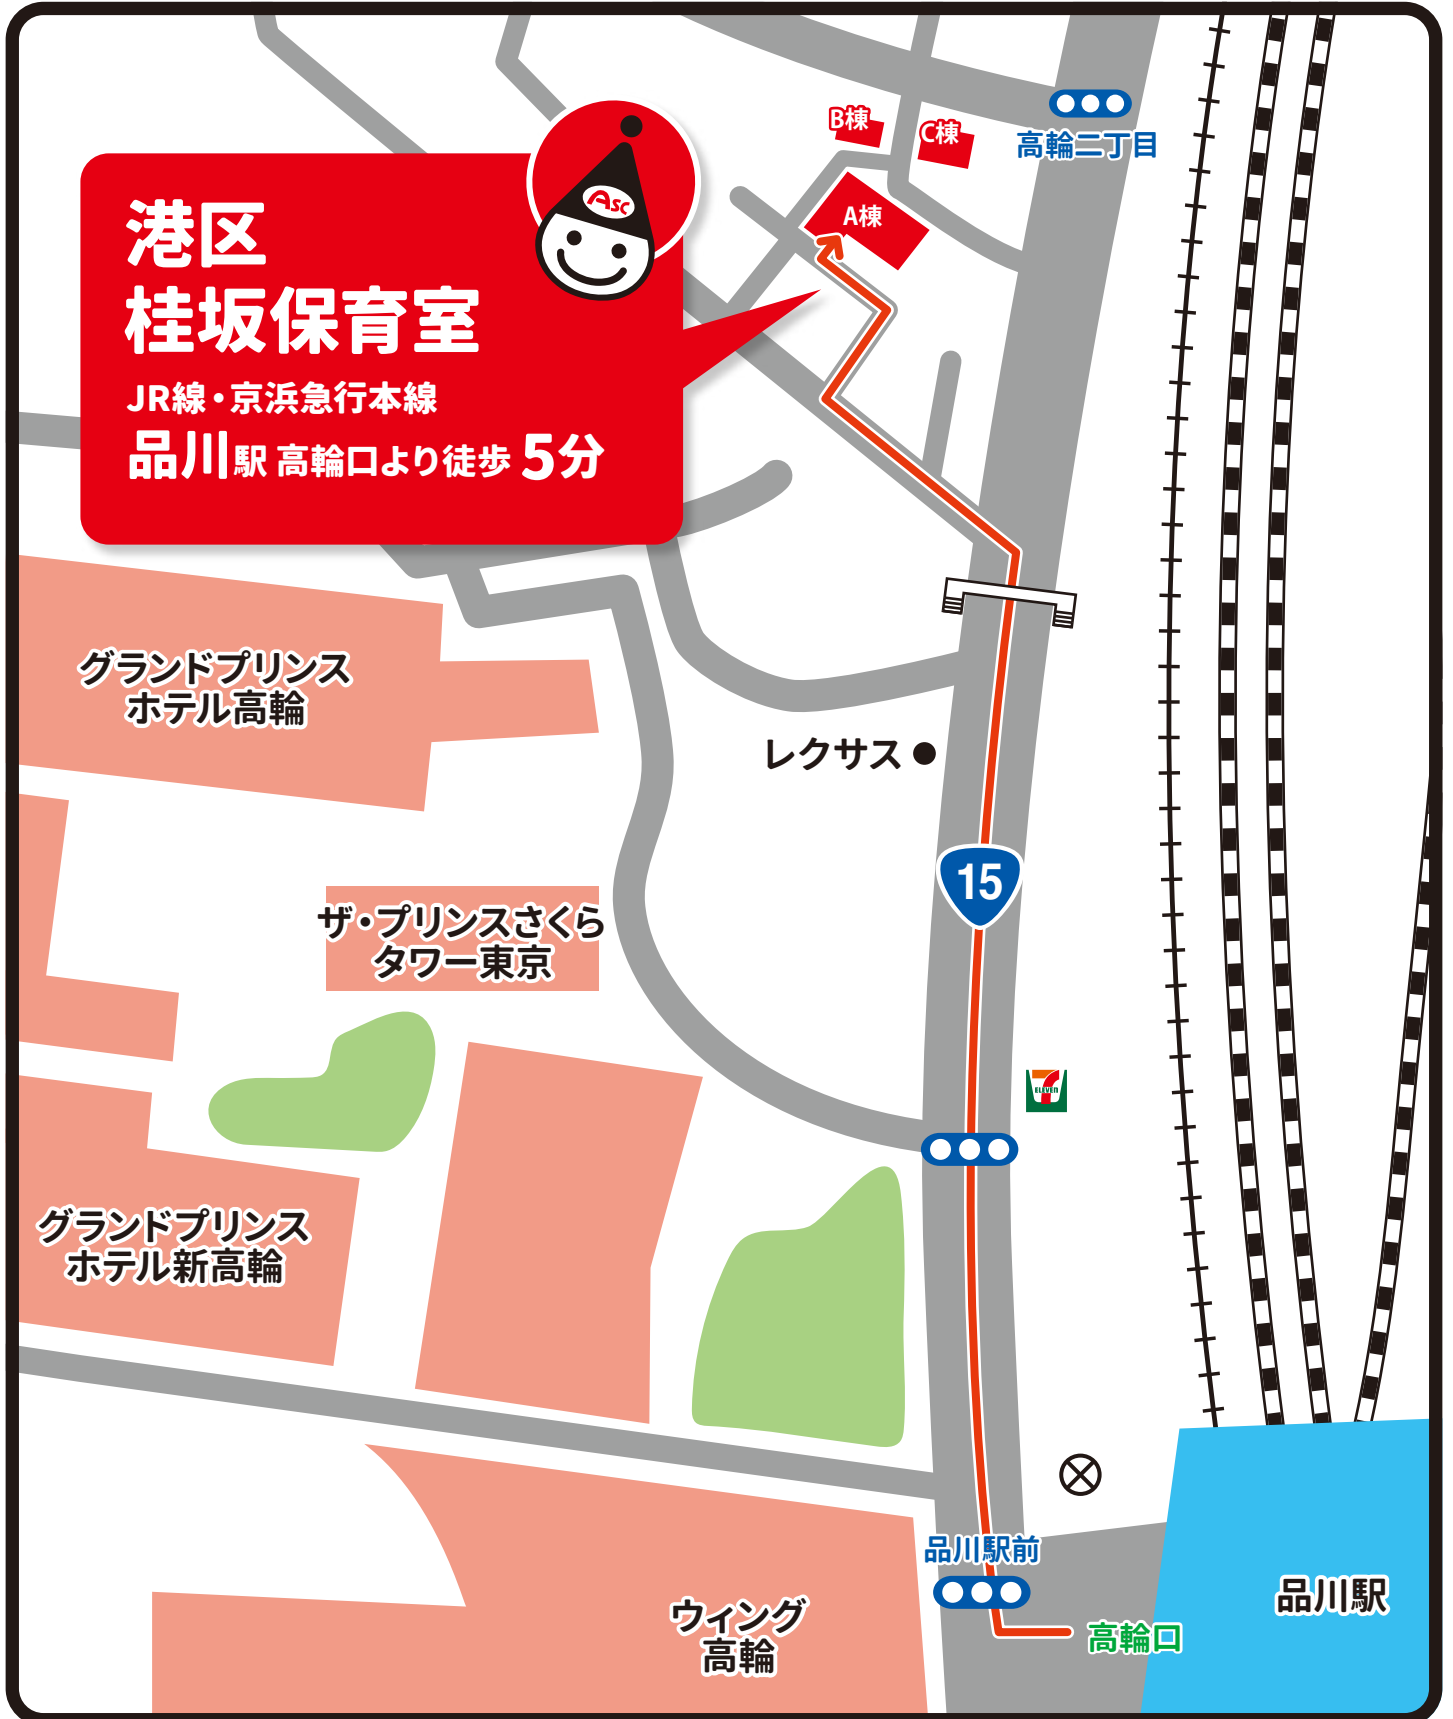 B棟
C棟
高輪二丁目
A棟
ASC
港区
桂坂保育室
JR線・京浜急行本線
品川駅 高輪口より徒歩 5分
グランドプリンス
ホテル高輪
レクサス
15
ザ・プリンスさくら
タワー東京
7
ELEVEn
グランドプリンス
ホテル新高輪
品川駅前
品川駅
ウィング
高輪
高輪口